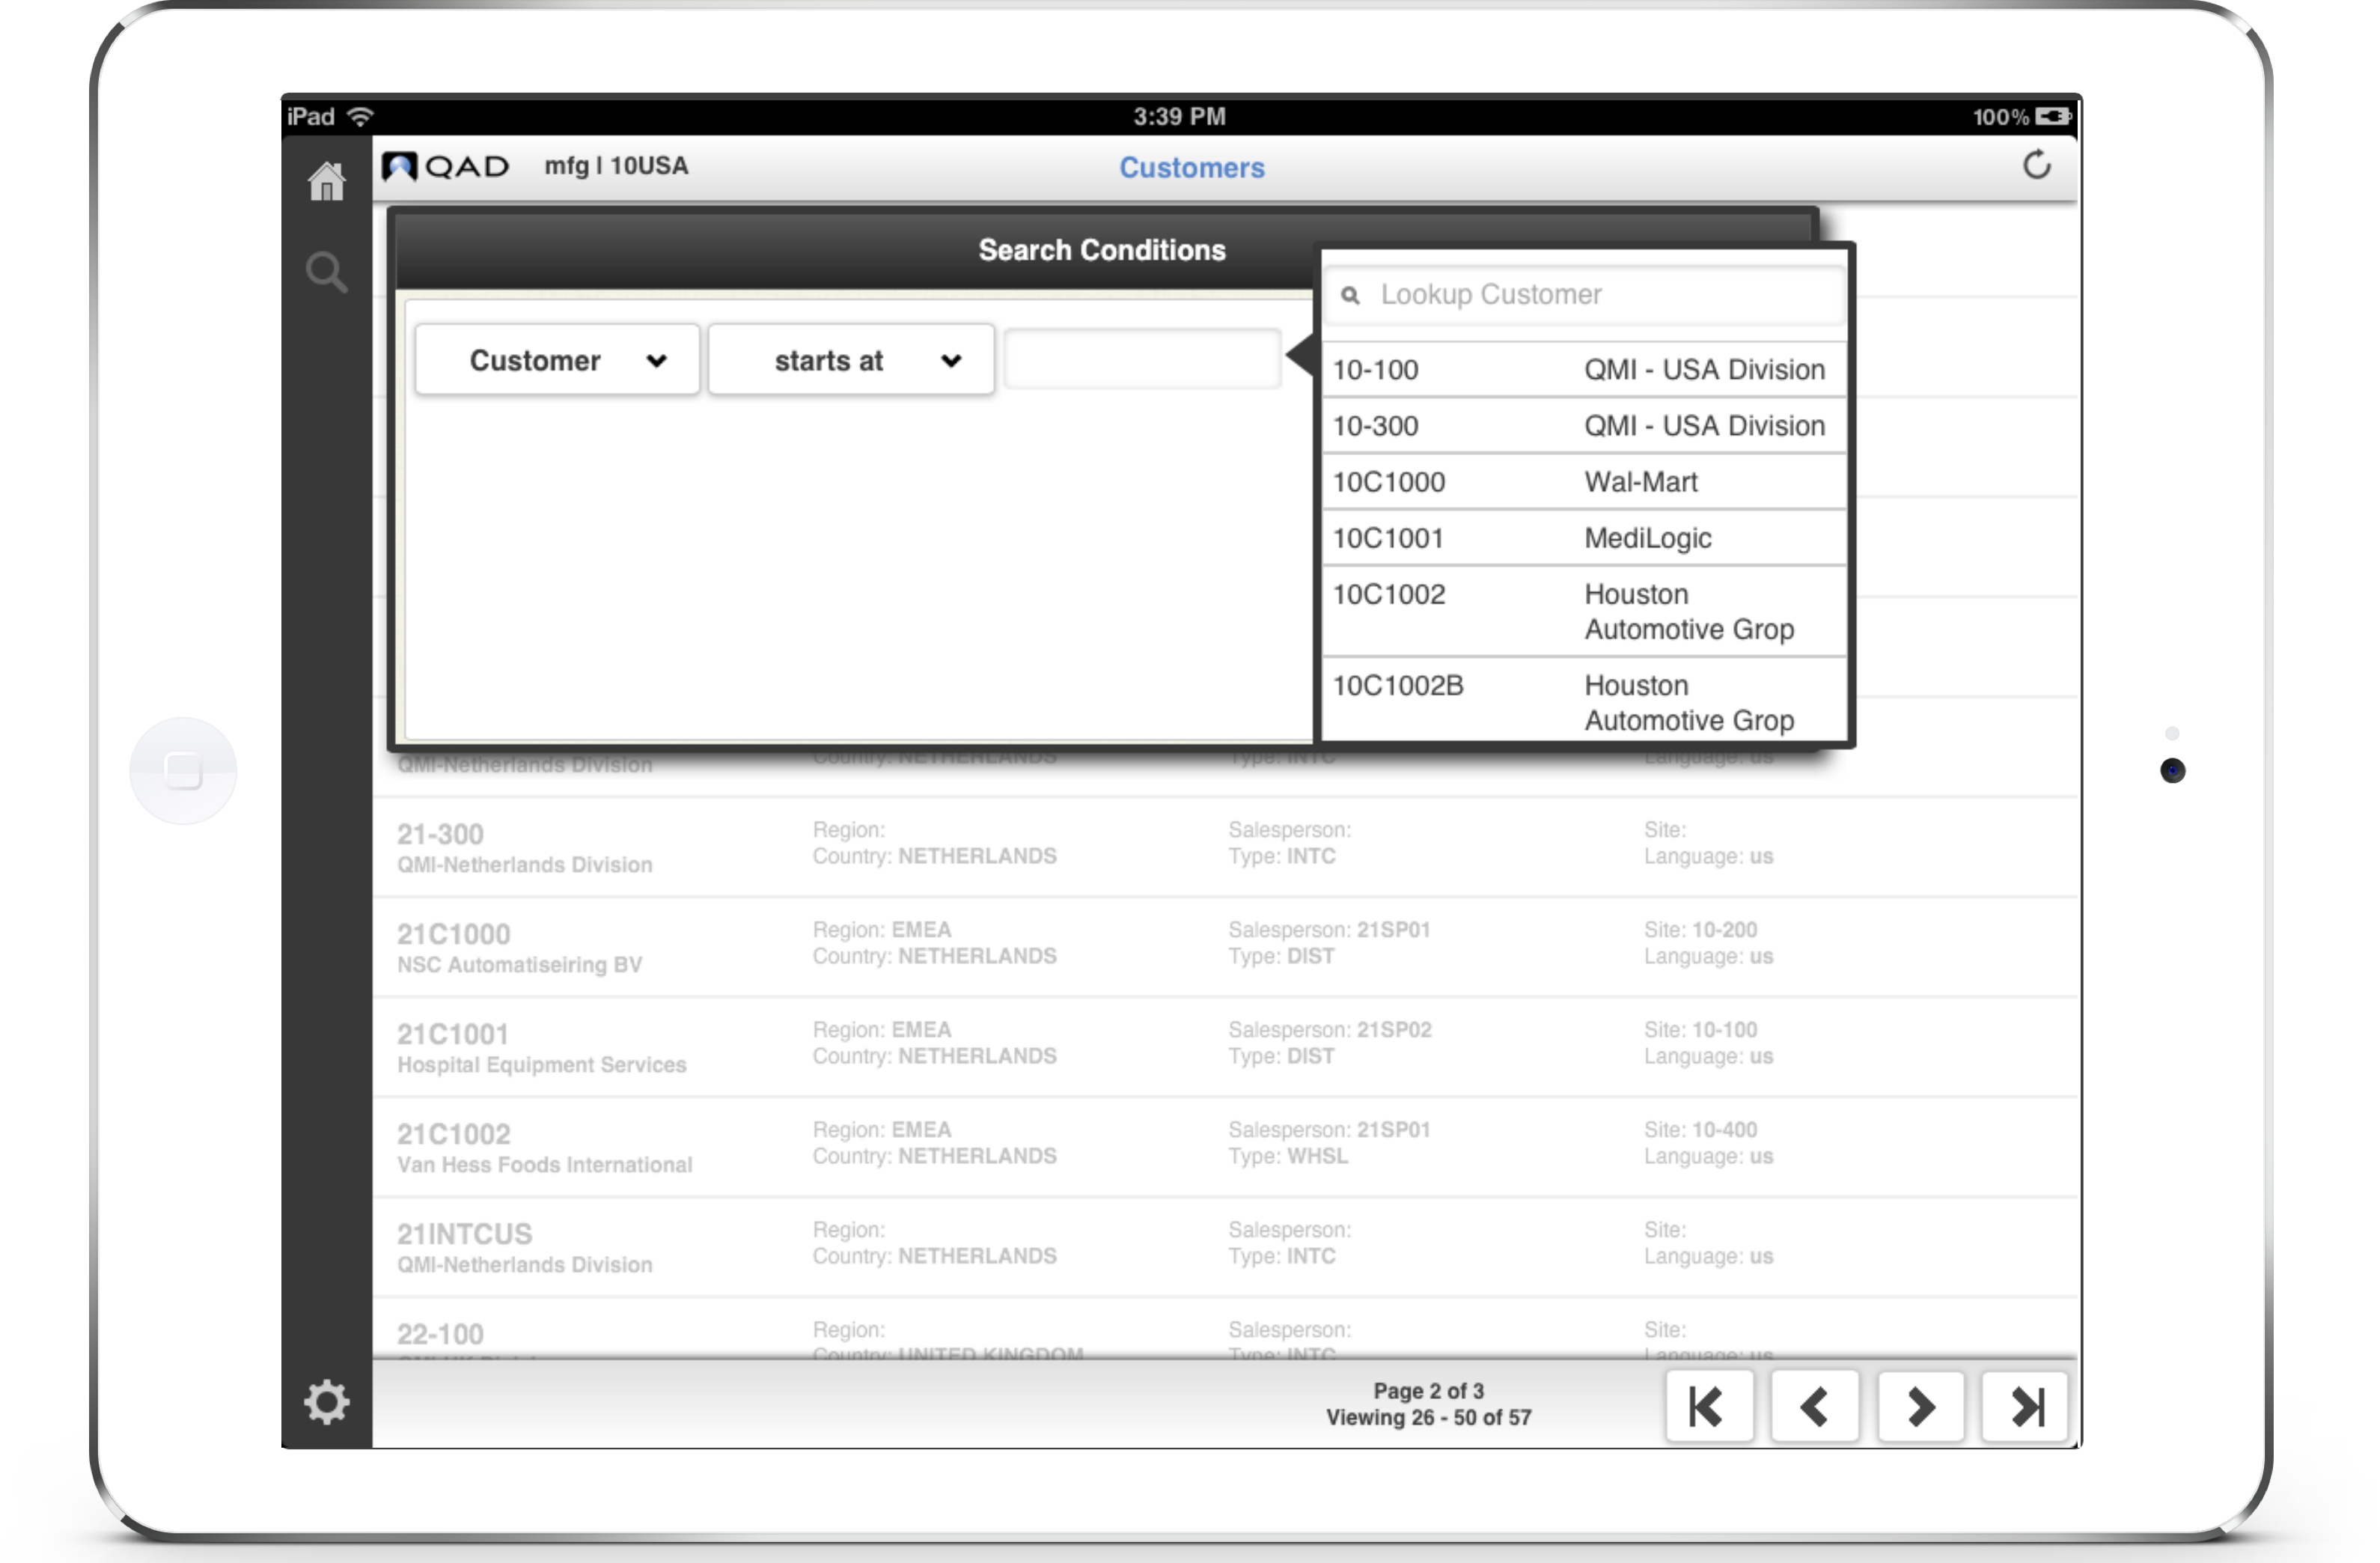 iPad 3:39 PM 100%
QAD mfg | 10USA Customers
Search Conditions
Customer starts at
Lookup Customer
10-100 QMI - USA Division
10-300 QMI - USA Division
10C1000 Wal-Mart
10C1001 MediLogic
10C1002 Houston
Automotive Grop
10C1002B Houston
Automotive Grop
QMI-Netherlands Division Country: NETHERLANDS Type: INTC Language: us
21-300 Region: Salesperson: Site:
QMI-Netherlands Division Country: NETHERLANDS Type: INTC Language: us
21C1000 Region: EMEA Salesperson: 21SP01 Site: 10-200
NSC Automatiseiring BV Country: NETHERLANDS Type: DIST Language: us
21C1001 Region: EMEA Salesperson: 21SP02 Site: 10-100
Hospital Equipment Services Country: NETHERLANDS Type: DIST Language: us
21C1002 Region: EMEA Salesperson: 21SP01 Site: 10-400
Van Hess Foods International Country: NETHERLANDS Type: WHSL Language: us
21INTCUS Region: Salesperson: Site:
QMI-Netherlands Division Country: NETHERLANDS Type: INTC Language: us
22-100 Region: Salesperson: Site:
Country: UNITED KINGDOM Type: INTC Language: us
Page 2 of 3
Viewing 26 - 50 of 57